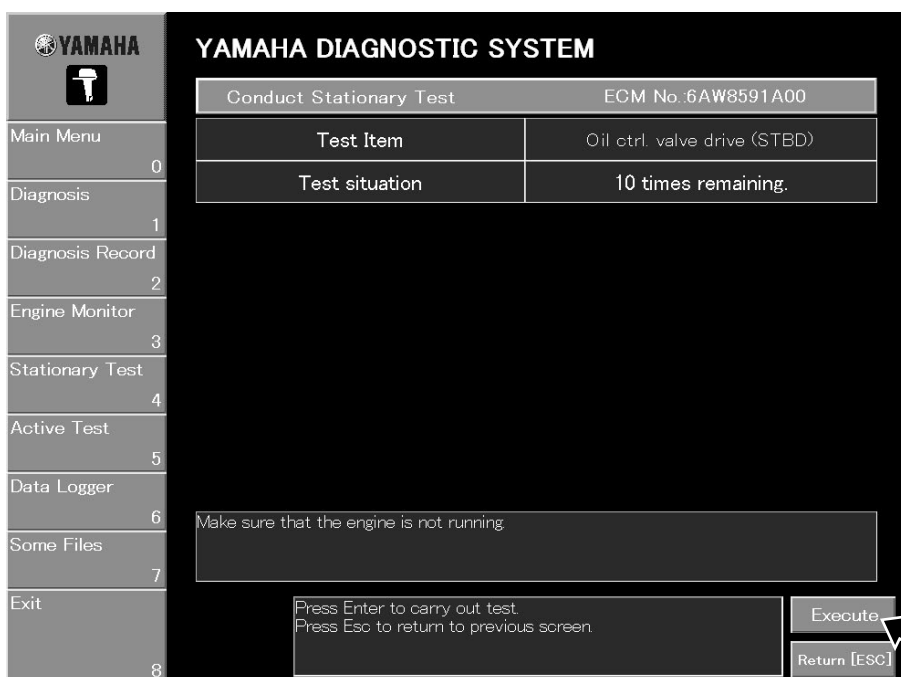 YAMAHA
YAMAHA DIAGNOSTIC SYSTEM
Conduct Stationary Test ECM No.:6AW8591A00
Test Item Oil ctrl. valve drive (STBD)
Test situation 10 times remaining.
Main Menu
0
Diagnosis
1
Diagnosis Record
2
Engine Monitor
3
Stationary Test
4
Active Test
5
Data Logger
6
Some Files
7
Exit
8
Make sure that the engine is not running.
Press Enter to carry out test.
Press Esc to return to previous screen.
Execute
Return [ESC]